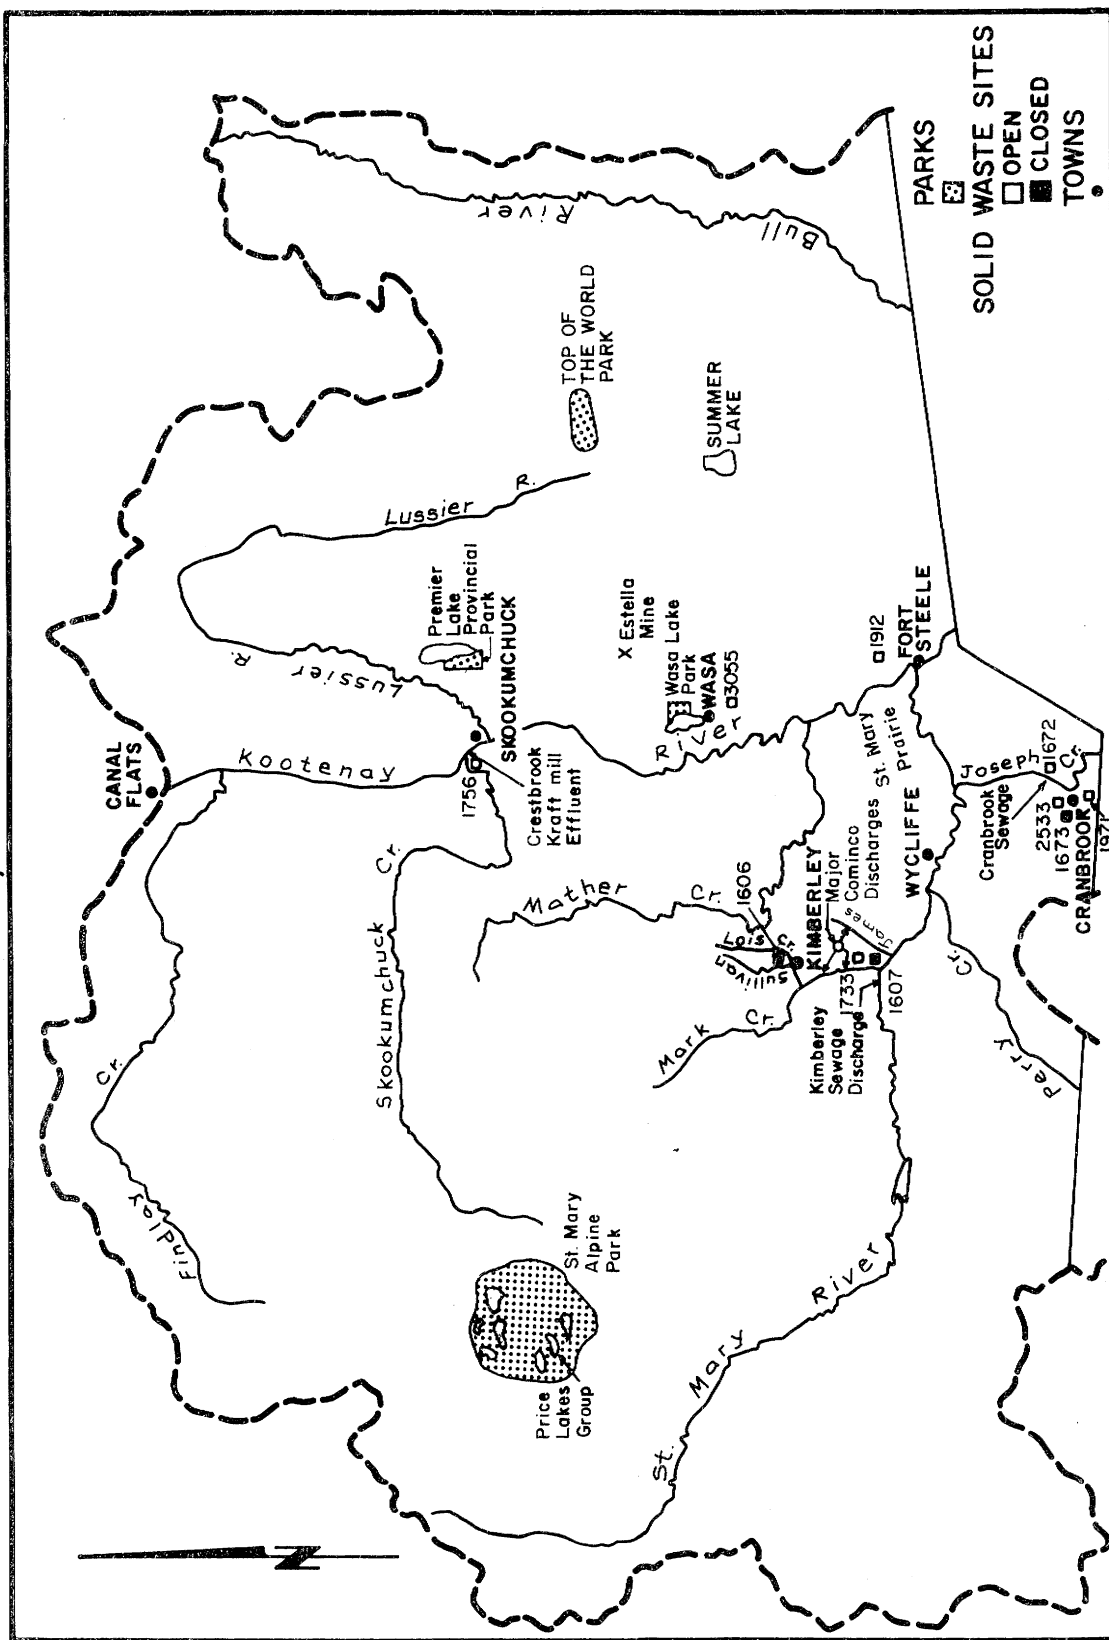 PARKS
SOLID WASTE SITES
OPEN
CLOSED
TOWNS
CANAL
FLATS
Kootenay
Findlay
Cr.
Lussier
R.
Lussier
R.
River
Bull
TOP OF
THE WORLD
PARK
SUMMER
LAKE
Premier
Lake
Provincial
Park
SKOOKUMCHUCK
1756
Crestbrook
Kraft mill
Effluent
Skookumchuck
Cr.
X Estella
Mine
Wasa Lake
Park
WASA
3055
River
Mather
Cr.
1606
Lois
Cr.
Sullivan
KIMBERLEY
Major
Cominco
Discharges
James
1733
Mark
Cr.
Kimberley
Sewage
Discharge
1607
St. Mary
Prairie
1912
FORT
STEELE
WYCLIFFE
Joseph
Cr.
1672
Cranbrook
Sewage
2533
1673
CRANBROOK
1971
Perry
Cr.
St. Mary
Alpine
Park
Price
Lakes
Group
St. Mary River
N